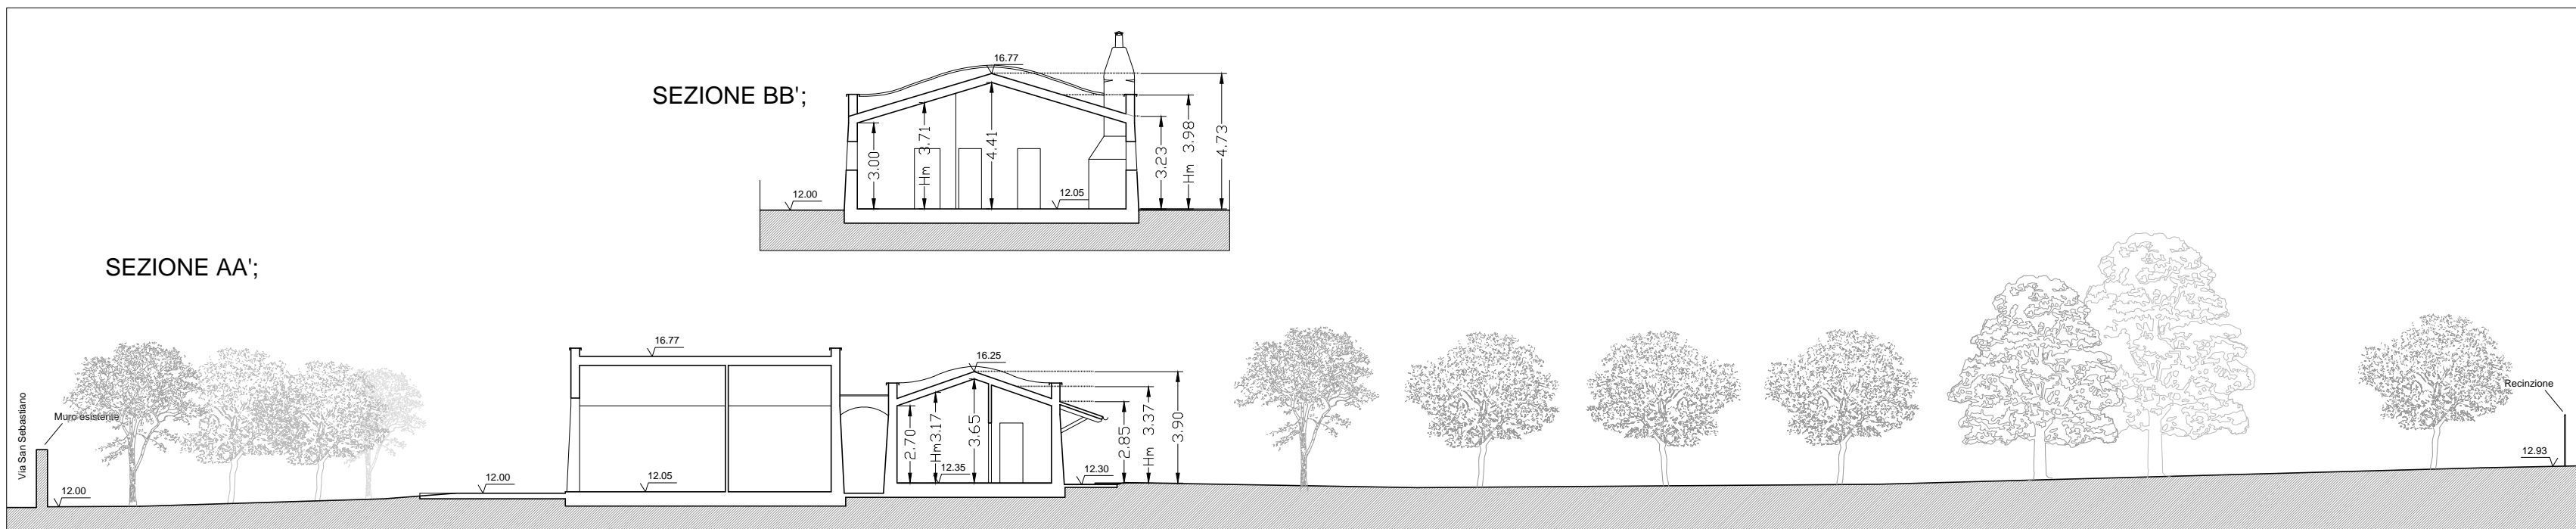 SEZIONE BB';
16.77
3.00
Hm 3.71
4.41
3.23
Hm 3.98
4.73
12.00
12.05
SEZIONE AA';
16.77
16.25
Via San Sebastiano
Muro esistente
Recinzione
2.70
Hm3.17
3.65
2.85
Hm 3.37
3.90
12.00
12.00
12.05
12.35
12.30
12.93